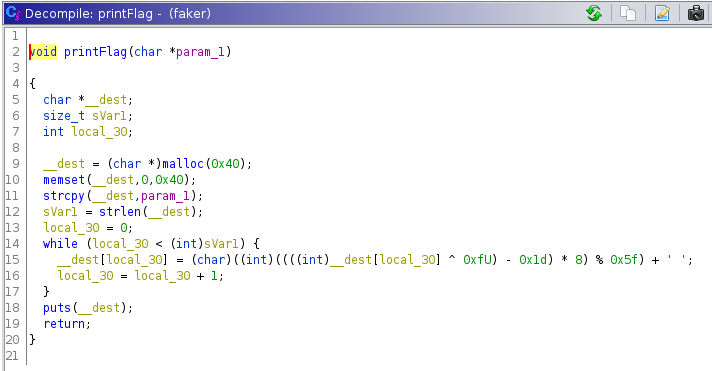 Decompile: printFlag - (faker)
1
2 void printFlag(char *param_1)
3
4 {
5 char *__dest;
6 size_t sVar1;
7 int local_30;
8
9 __dest = (char *)malloc(0x40);
10 memset(__dest,0,0x40);
11 strcpy(__dest,param_1);
12 sVar1 = strlen(__dest);
13 local_30 = 0;
14 while (local_30 < (int)sVar1) {
15 __dest[local_30] = (char)((int)((((int)__dest[local_30] ^ 0xfU) - 0x1d) * 8) % 0x5f) + ' ';
16 local_30 = local_30 + 1;
17 }
18 puts(__dest);
19 return;
20 }
21